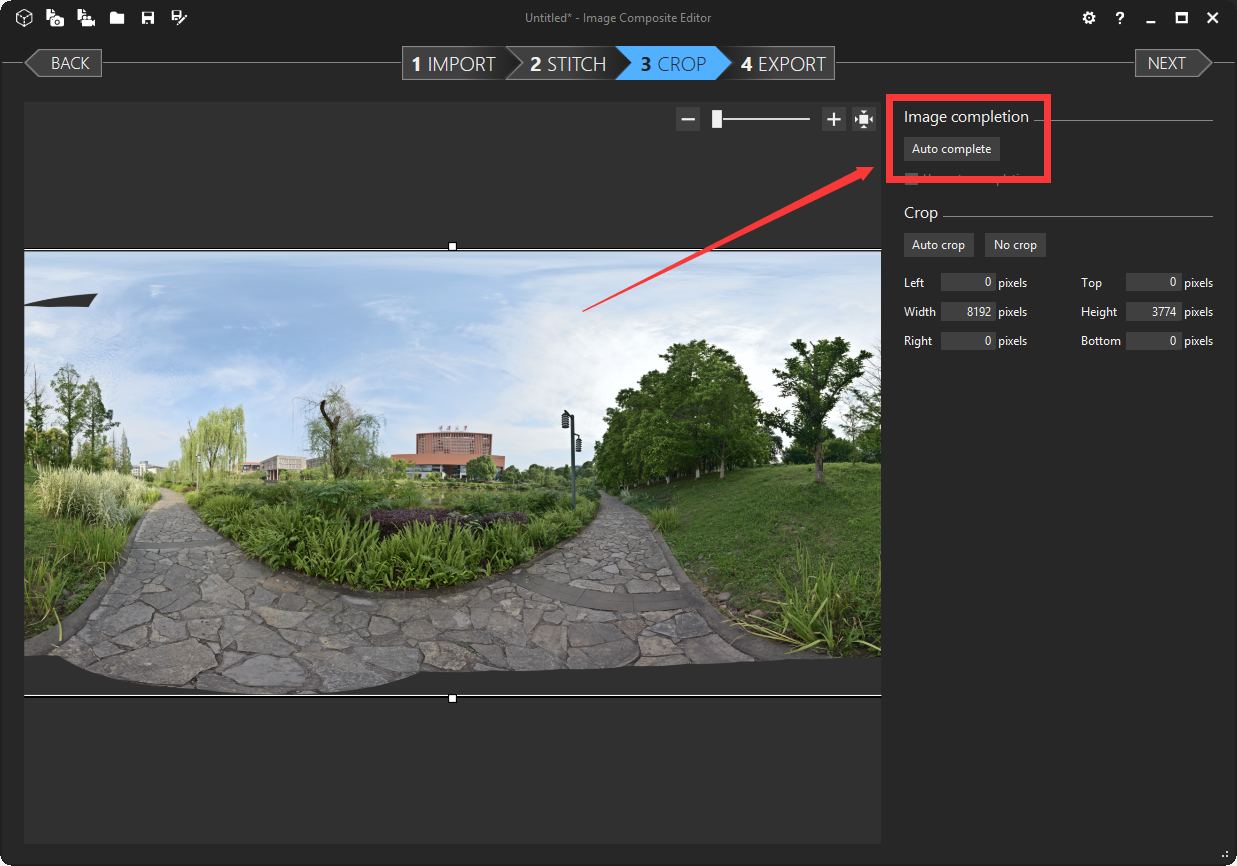 Untitled* - Image Composite Editor
BACK
1 IMPORT
2 STITCH
3 CROP
4 EXPORT
NEXT
Image completion
Auto complete
Crop
Auto crop
No crop
Left 0 pixels
Top 0 pixels
Width 8192 pixels
Height 3774 pixels
Right 0 pixels
Bottom 0 pixels